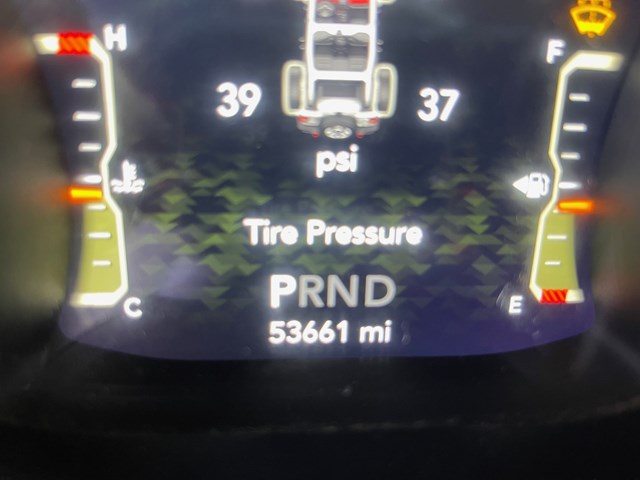 H
F
39
37
psi
Tire Pressure
PRND
C
E
53661 mi